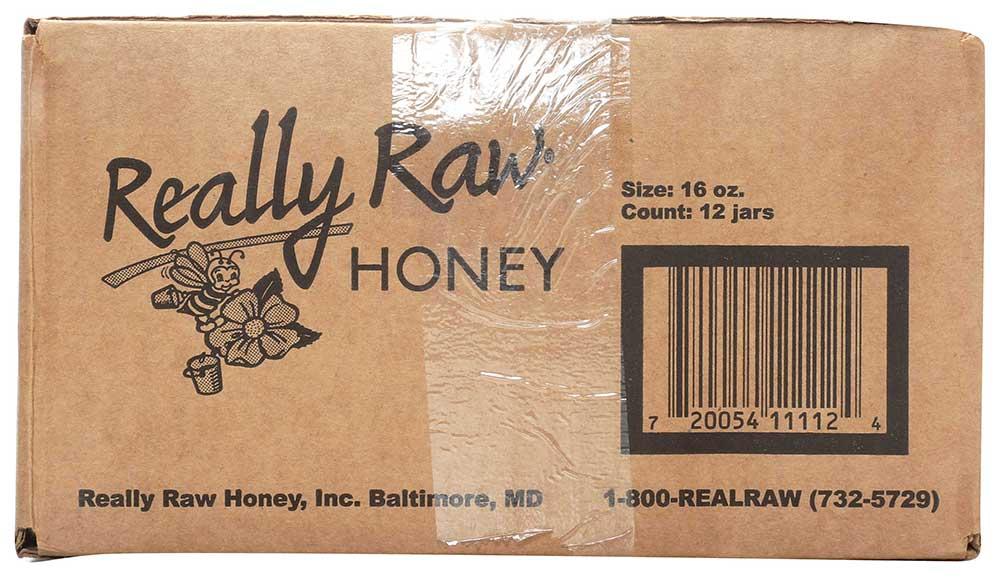 Really Raw®
HONEY
Size: 16 oz.
Count: 12 jars
7 20054 11112 4
Really Raw Honey, Inc. Baltimore, MD
1-800-REALRAW (732-5729)